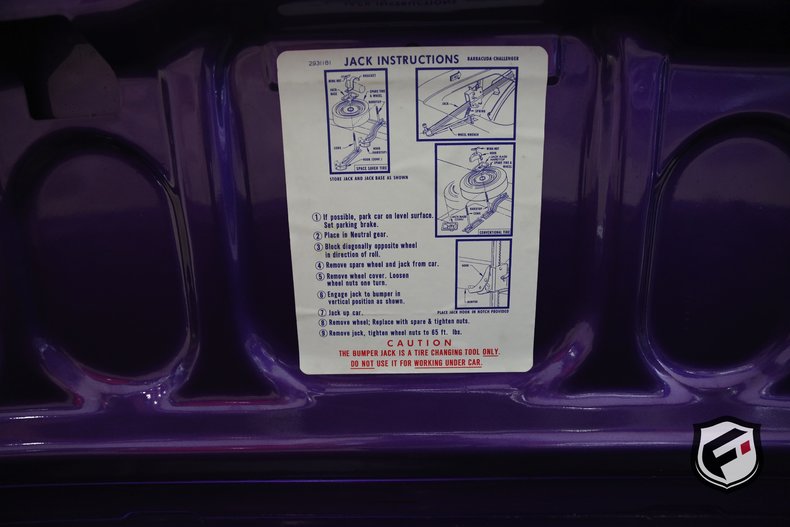 2931181 JACK INSTRUCTIONS BARRACUDA-CHALLENGER
SPACE SAVER TIRE
STORE JACK AND JACK BASE AS SHOWN
JACK
SPRING
WHEEL WRENCH
CONVENTIONAL TIRE
① If possible, park car on level surface.
Set parking brake.
② Place in Neutral gear.
③ Block diagonally opposite wheel
in direction of roll.
④ Remove spare wheel and jack from car.
⑤ Remove wheel cover. Loosen
wheel nuts one turn.
⑥ Engage jack to bumper in
vertical position as shown.
⑦ Jack up car.
⑧ Remove wheel; Replace with spare & tighten nuts.
⑨ Remove jack, tighten wheel nuts to 65 ft. lbs.
PLACE JACK HOOK IN NOTCH PROVIDED
CAUTION
THE BUMPER JACK IS A TIRE CHANGING TOOL ONLY.
DO NOT USE IT FOR WORKING UNDER CAR.